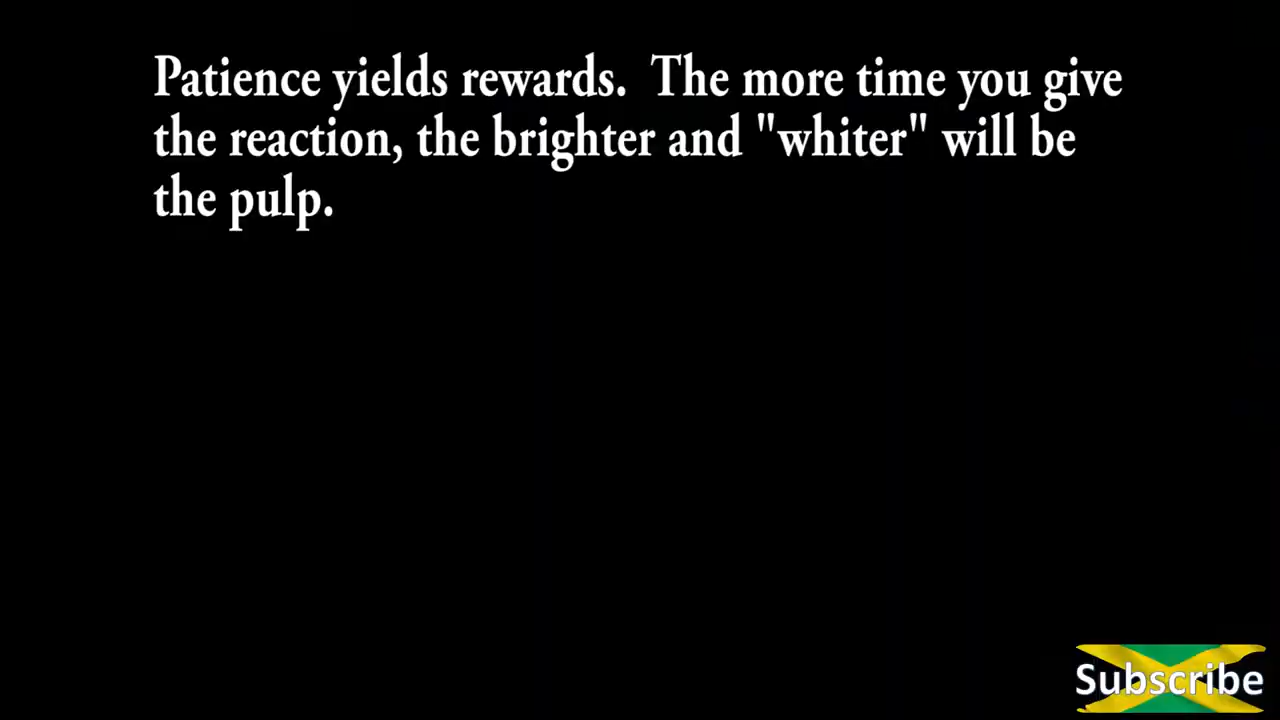 Patience yields rewards.  The more time you give
the reaction, the brighter and "whiter" will be
the pulp.
Subscribe